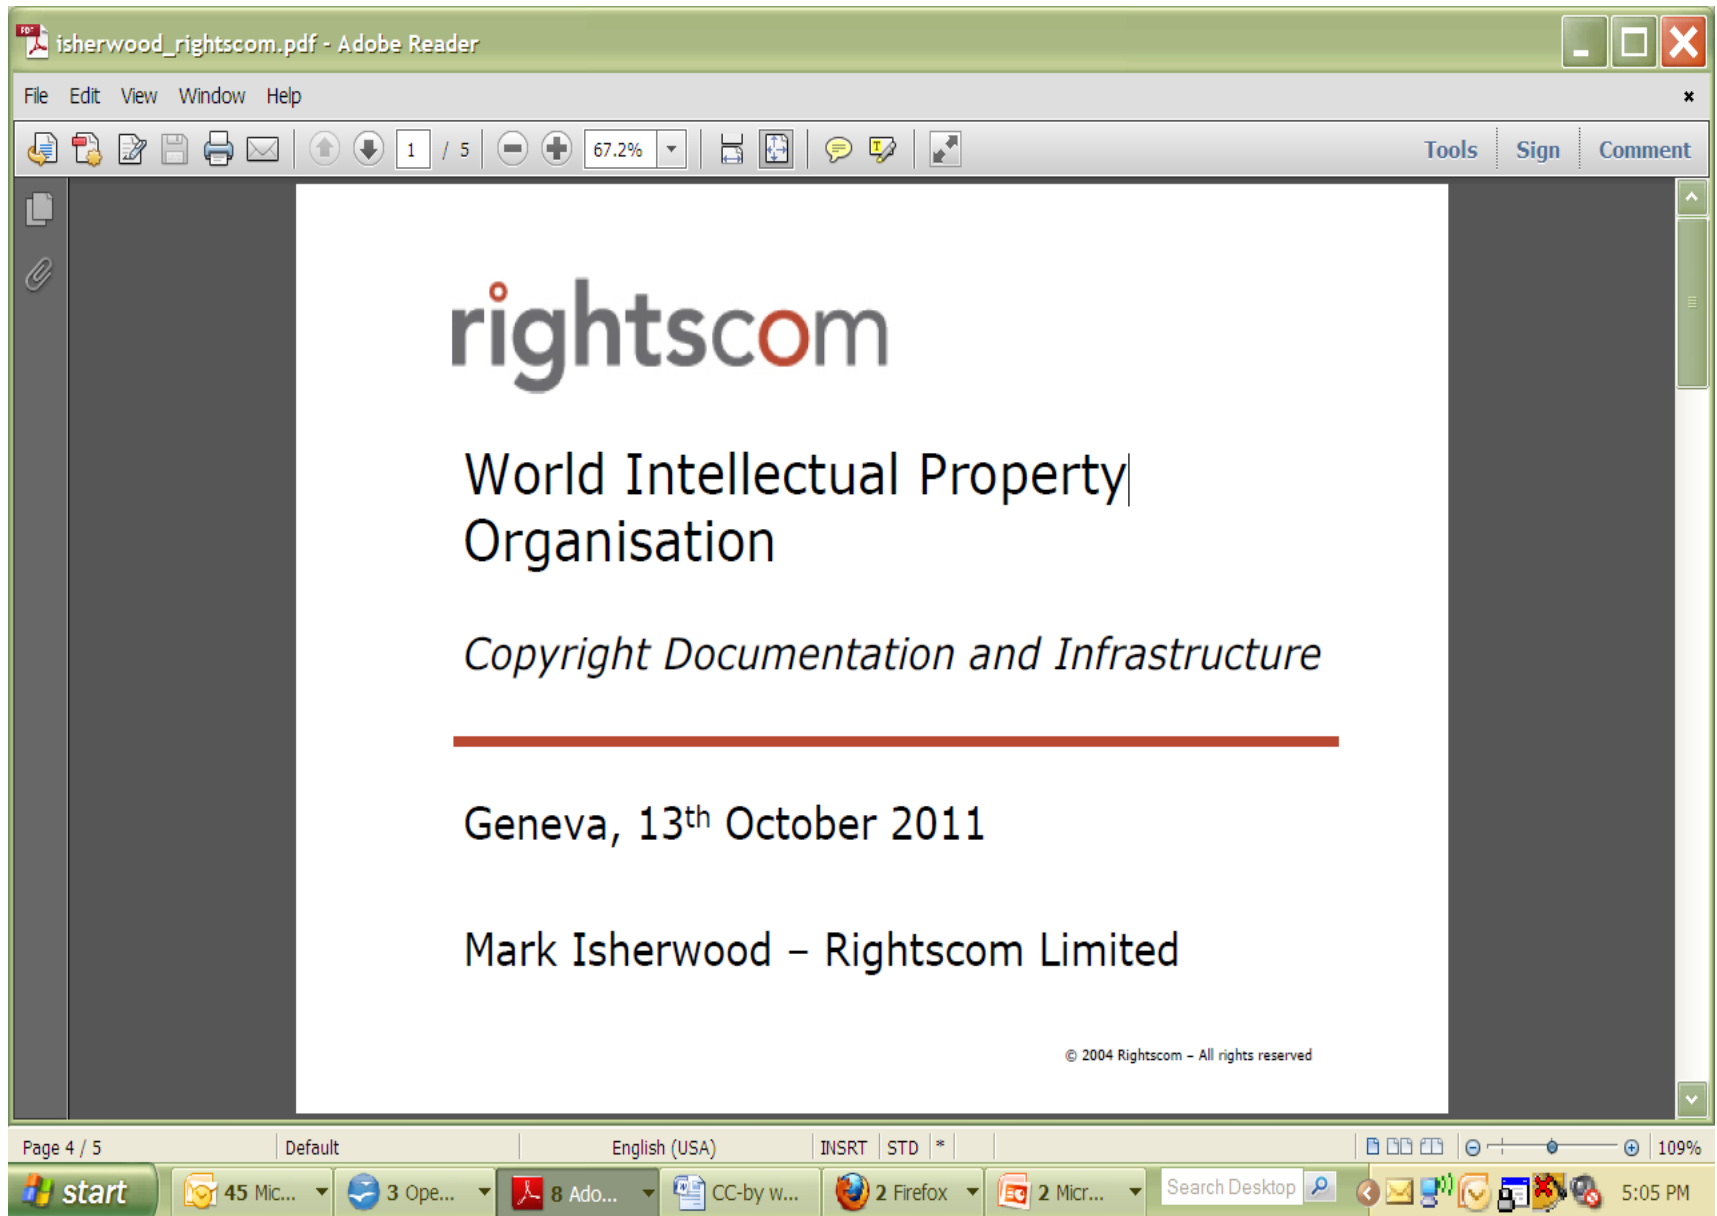 isherwood_rightscom.pdf - Adobe Reader
File Edit View Window Help
1 / 5 67.2% Tools Sign Comment
rightscom
World Intellectual Property
Organisation
Copyright Documentation and Infrastructure
Geneva, 13th October 2011
Mark Isherwood – Rightscom Limited
© 2004 Rightscom – All rights reserved
Page 4 / 5 Default English (USA) INSRT STD * 109%
start 45 Mic... 3 Ope... 8 Ado... CC-by w... 2 Firefox 2 Micr... Search Desktop 5:05 PM